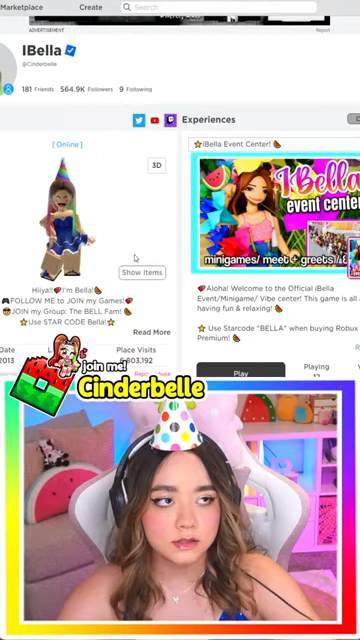 Marketplace
Create
Search
ADVERTISEMENT
Report
IBella
@Cinderbelle
181 Friends
564.9K Followers
9 Following
Experiences
[Online]
3D
Show Items
Hiiya!!💖I'm Bella!🍉
🎮FOLLOW ME to JOIN my Games!💖
😎JOIN my Group: The BELL Fam!🍉
⭐Use STAR CODE Bella!⭐
Read More
Date
Place Visits
2013
⭐iBella Event Center!🍉
IBella
event center
minigames/ meet + greets
💖Aloha! Welcome to the Official iBella
Event/Minigame/ Vibe center! This game is all
having fun & relaxing!🍉
⭐ Use Starcode "BELLA" when buying Robux
Premium!🍉
Play
Playing
join me!
Cinderbelle